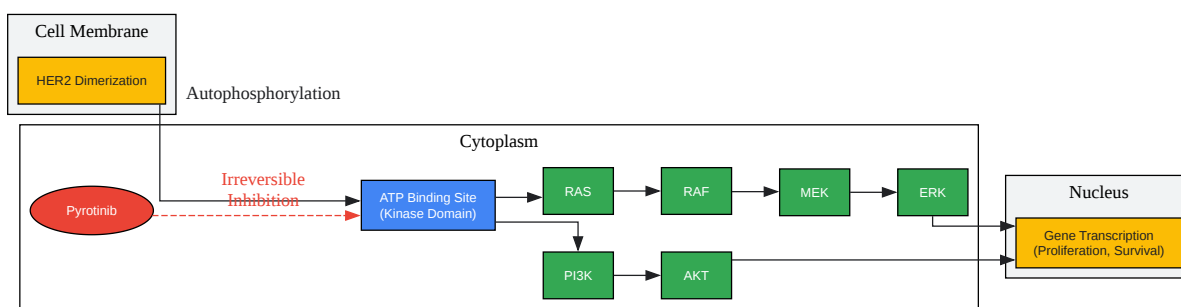 Cell Membrane
HER2 Dimerization
Autophosphorylation
Cytoplasm
Irreversible
Inhibition
Pyrotinib
ATP Binding Site
(Kinase Domain)
RAS
RAF
MEK
ERK
PI3K
AKT
Nucleus
Gene Transcription
(Proliferation, Survival)